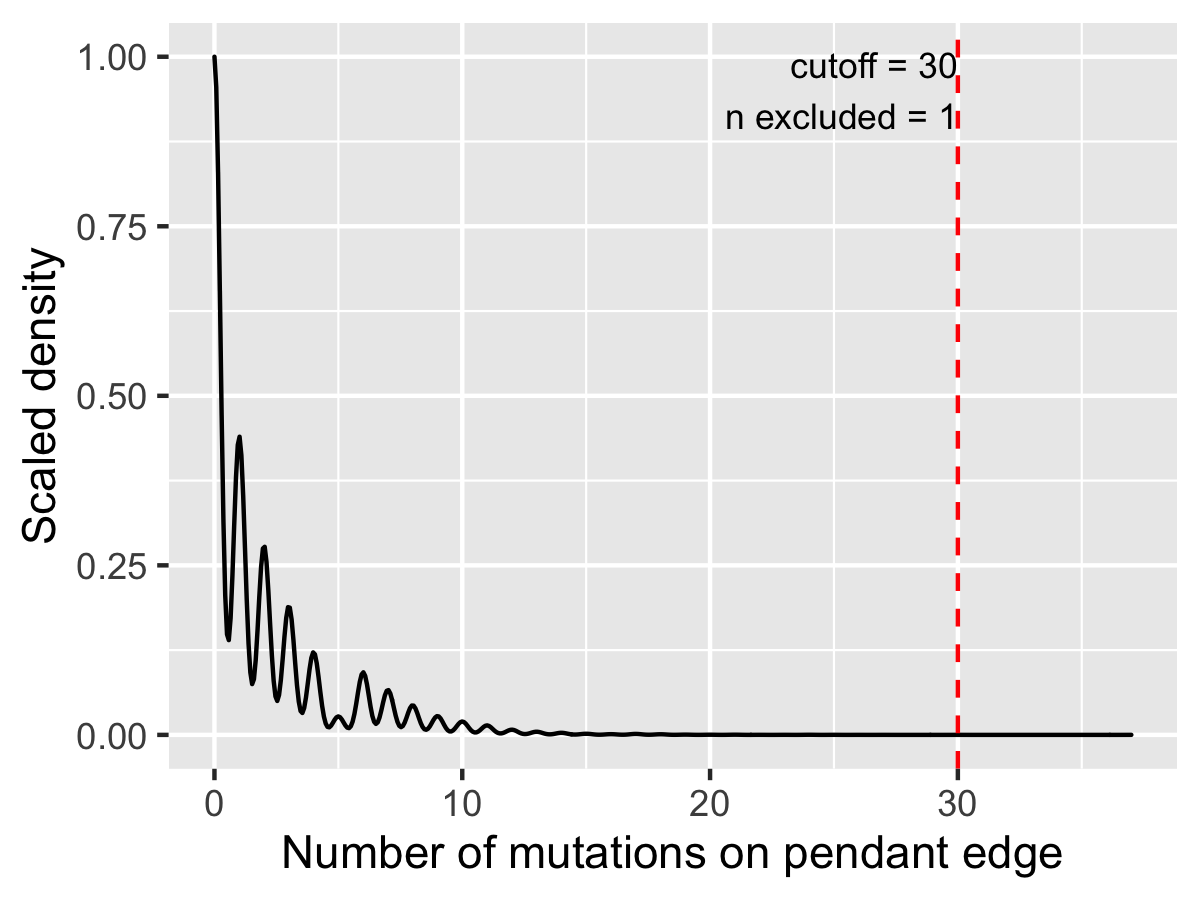 cutoff = 30
n excluded = 1
1.00
0.75
0.50
0.25
0.00
Scaled density
0 10 20 30
Number of mutations on pendant edge